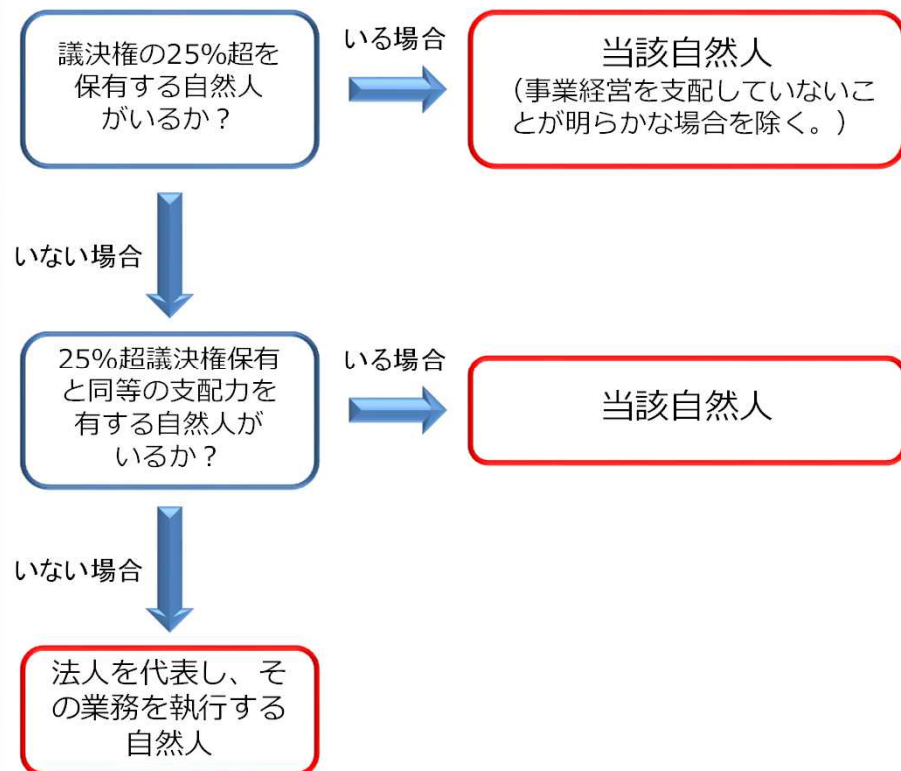 議決権の25%超を
保有する自然人
がいるか？
いる場合
当該自然人
（事業経営を支配していないこ
とが明らかな場合を除く。）
いない場合
25%超議決権保有
と同等の支配力を
有する自然人が
いるか？
いる場合
当該自然人
いない場合
法人を代表し、そ
の業務を執行する
自然人